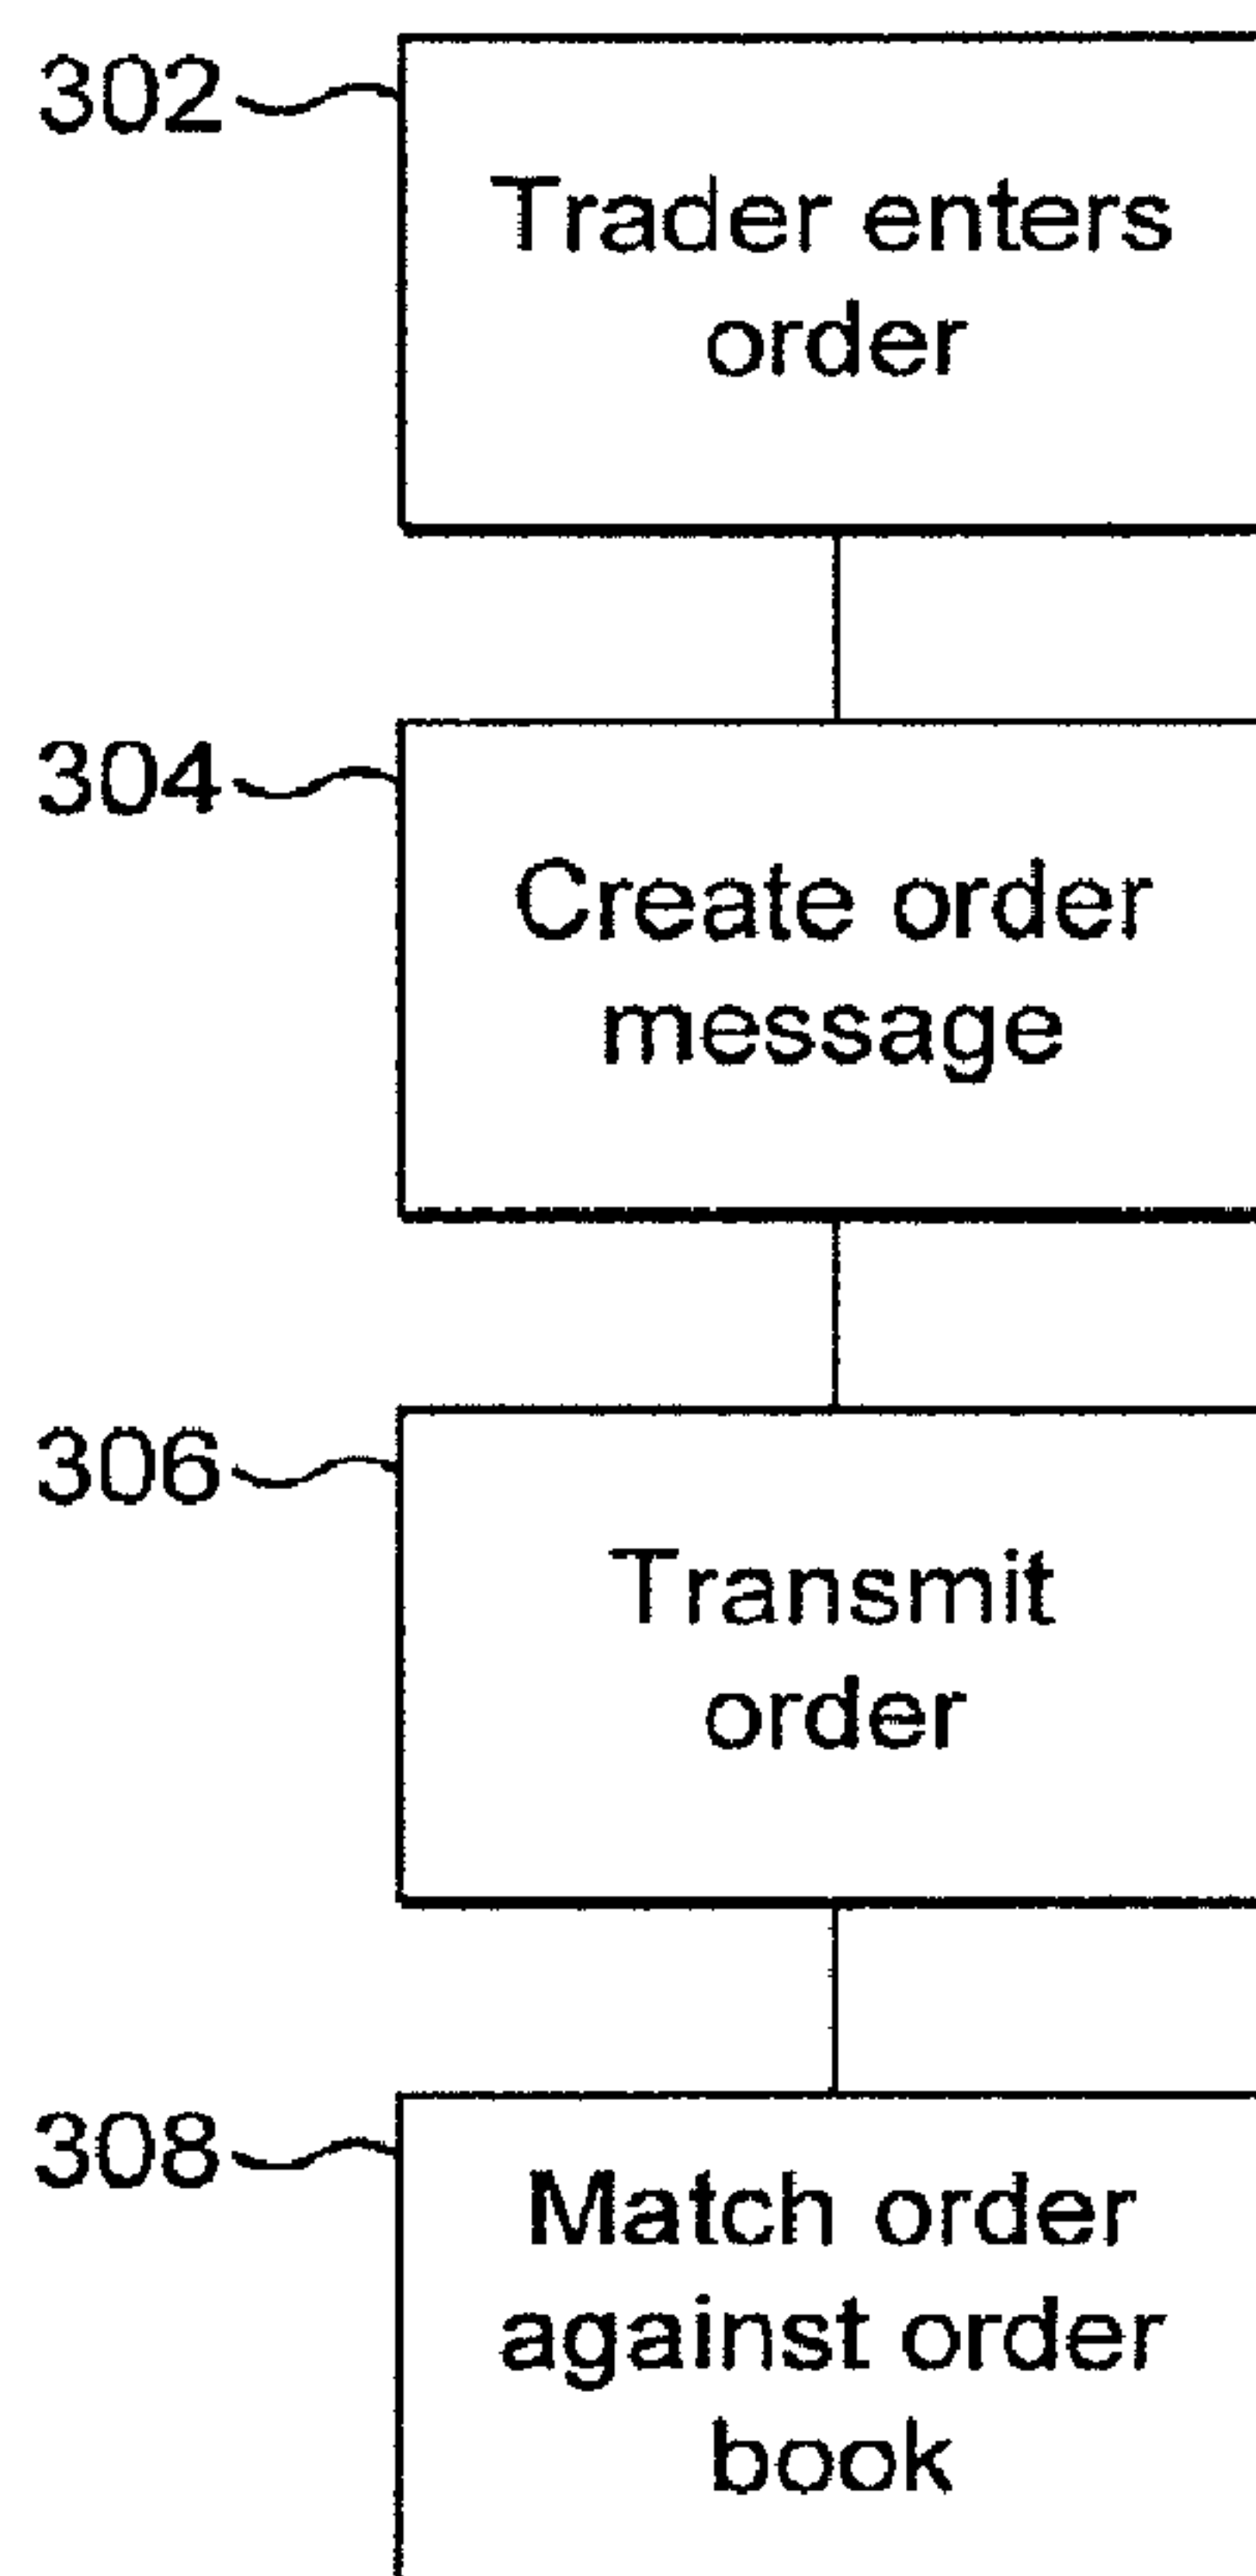 302
Trader enters
order
304
Create order
message
306
Transmit
order
308
Match order
against order
book